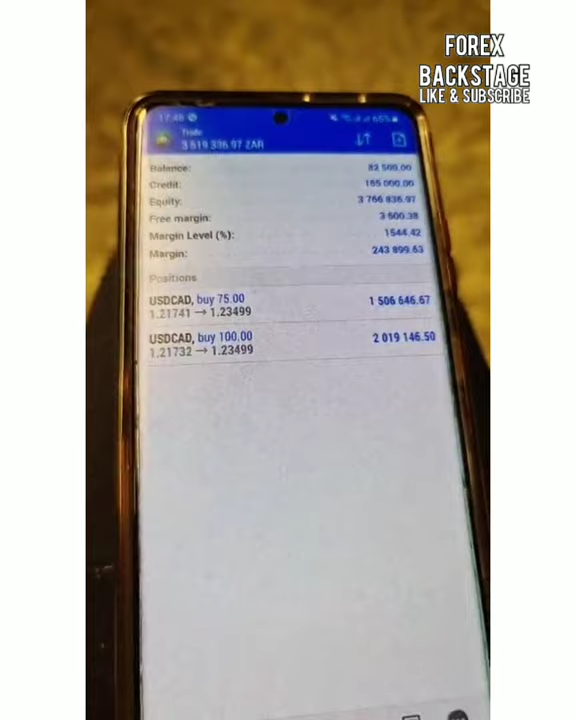 FOREX
BACKSTAGE
LIKE & SUBSCRIBE
17:48 65%
Trade
3 519 336.97 ZAR
Balance: 82 500.00
Credit: 165 000.00
Equity: 3 766 836.97
Free margin: 3 500.38
Margin Level (%): 1544.42
Margin: 243 899.63
Positions
USDCAD, buy 75.00 1 506 646.67
1.21741 → 1.23499
USDCAD, buy 100.00 2 019 146.50
1.21732 → 1.23499